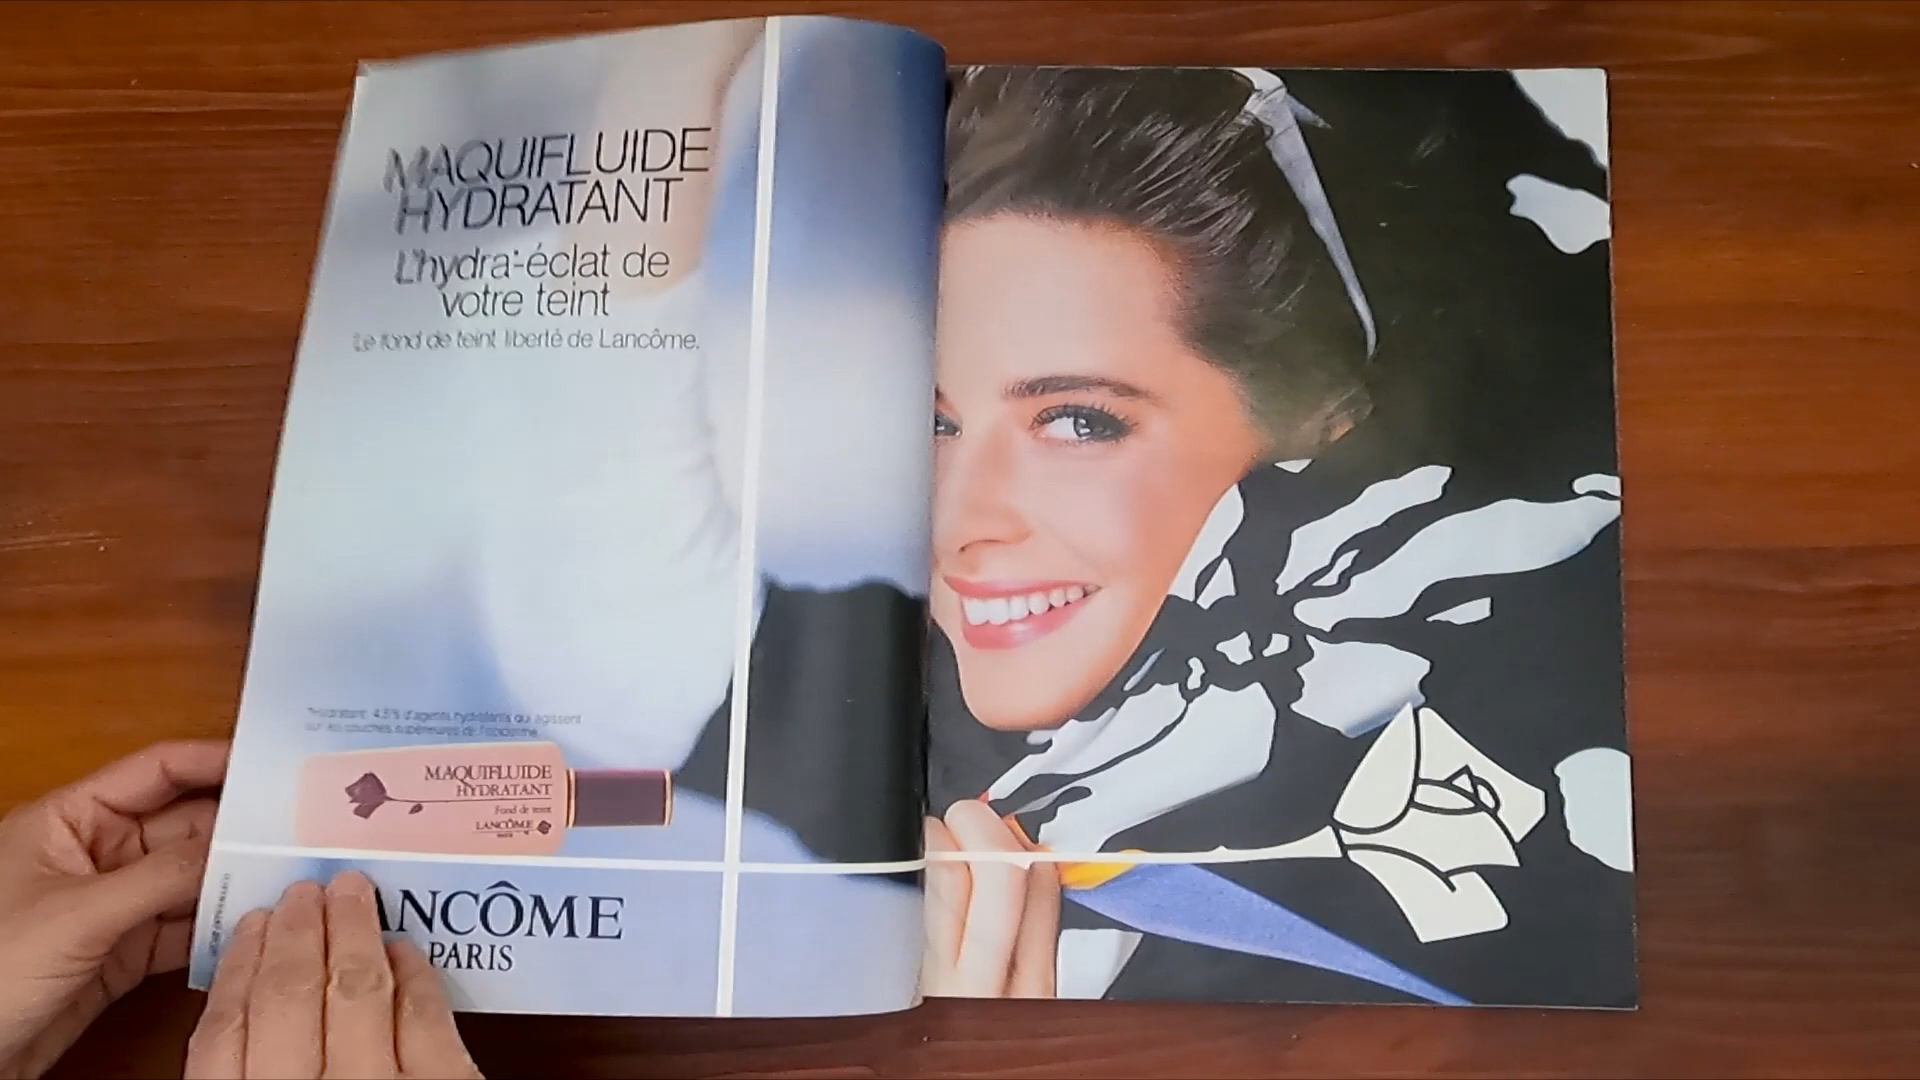 MAQUIFLUIDE
HYDRATANT
L'hydra*-éclat de
votre teint
Le fond de teint liberté de Lancôme.
*Hydratant: 4,5% d'agents hydratants qui agissent
sur les couches supérieures de l'épiderme.
MAQUIFLUIDE
HYDRATANT
Fond de teint
LANCÔME
PARIS
ANCÔME
PARIS